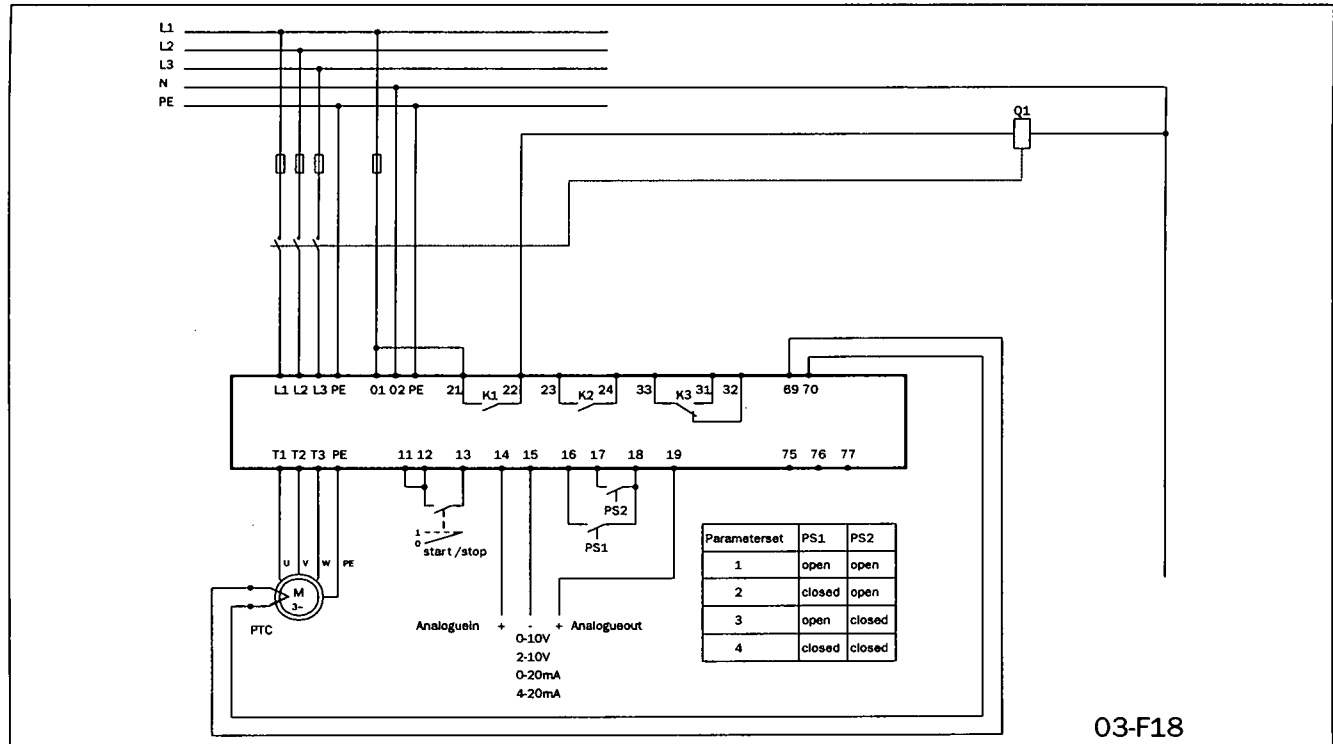 L1
L2
L3
N
PE
Q1
L1 L2 L3 PE 01 02 PE 21 K1 22 23 K2 24 33 K3 31 32 69 70
T1 T2 T3 PE 11 12 13 14 15 16 17 18 19 75 76 77
PS2
PS1
1
0
start/stop
U V W PE
M
3~
PTC
Analoguein + - + Analogueout
0-10V
2-10V
0-20mA
4-20mA
Parameterset PS1 PS2
1 open open
2 closed open
3 open closed
4 closed closed
03-F18